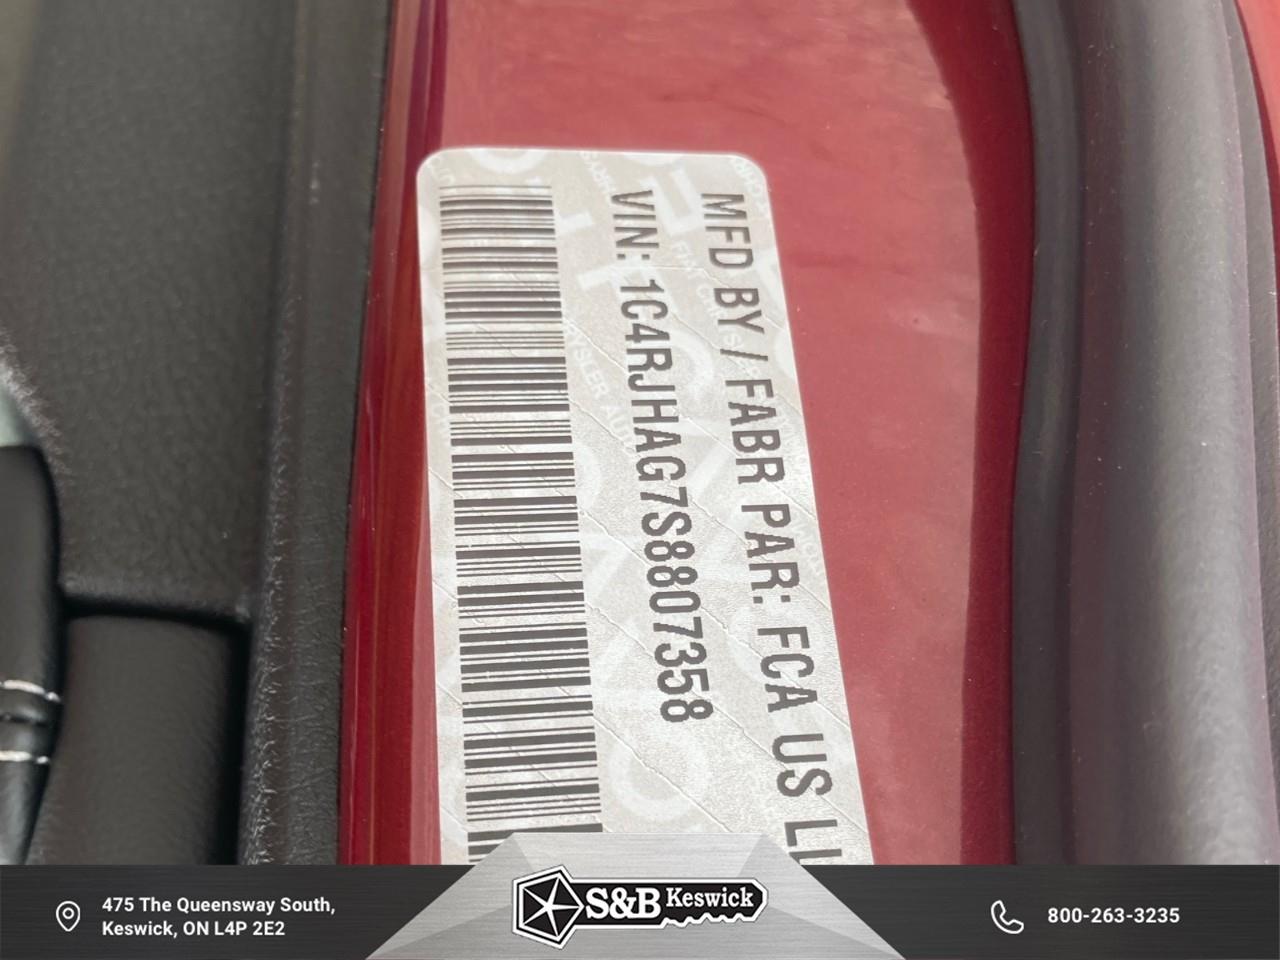 MFD BY / FABR PAR: FCA US
VIN: 1C4RJHAG7S8807358
475 The Queensway South,
Keswick, ON L4P 2E2
S&B Keswick
800-263-3235